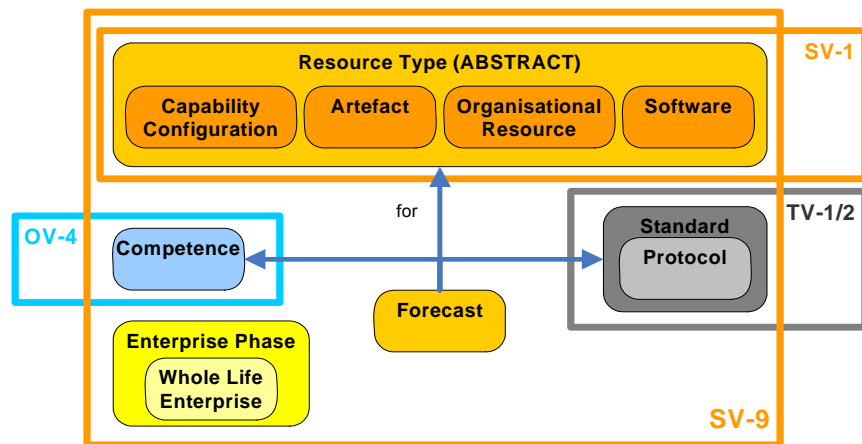 SV-1
Resource Type (ABSTRACT)
Capability
Configuration
Artefact
Organisational
Resource
Software
for
TV-1/2
OV-4
Competence
Standard
Protocol
Forecast
Enterprise Phase
Whole Life
Enterprise
SV-9